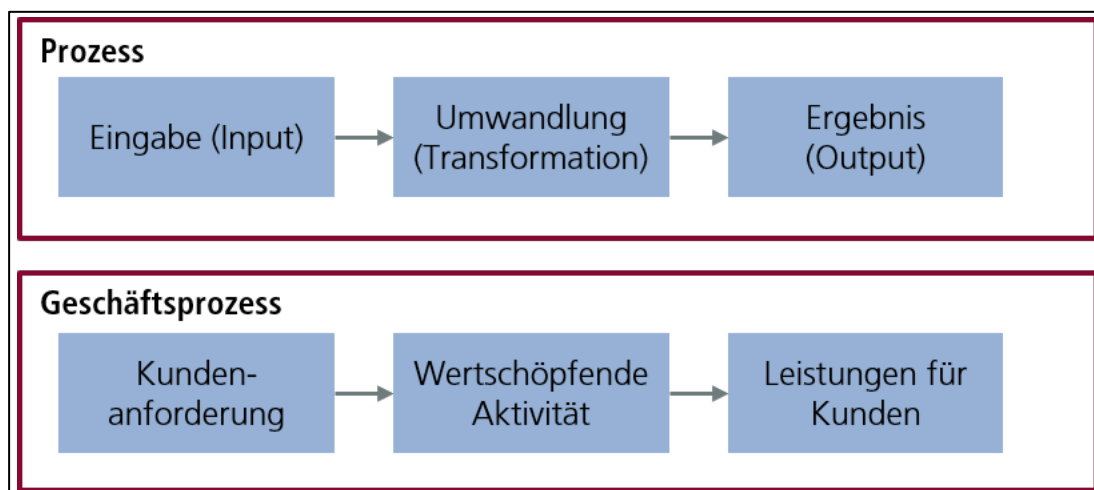 Prozess
Eingabe (Input)
Umwandlung
(Transformation)
Ergebnis
(Output)
Geschäftsprozess
Kunden-
anforderung
Wertschöpfende
Aktivität
Leistungen für
Kunden